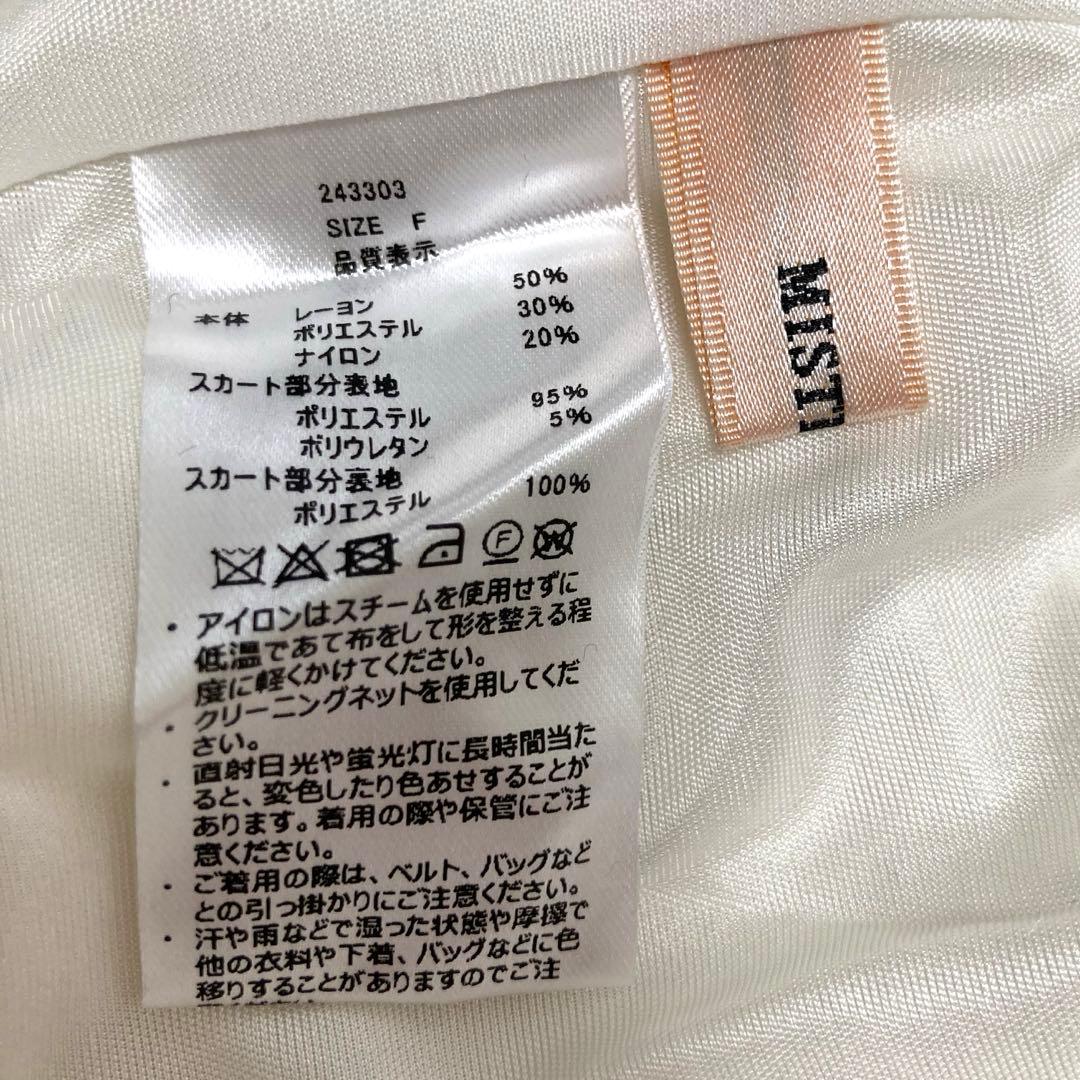 243303
SIZE F
品質表示
本体 レーヨン 50%
ポリエステル 30%
ナイロン 20%
スカート部分表地
ポリエステル 95%
ポリウレタン 5%
スカート部分裏地
ポリエステル 100%
F
W
・アイロンはスチームを使用せずに
低温であて布をして形を整える程
度に軽くかけてください。
・クリーニングネットを使用してくだ
さい。
・直射日光や蛍光灯に長時間当た
ると、変色したり色あせすることが
あります。着用の際や保管にご注
意ください。
・ご着用の際は、ベルト、バッグなど
との引っ掛かりにご注意ください。
・汗や雨などで湿った状態や摩擦で
他の衣料や下着、バッグなどに色
移りすることがありますのでご注
MIST